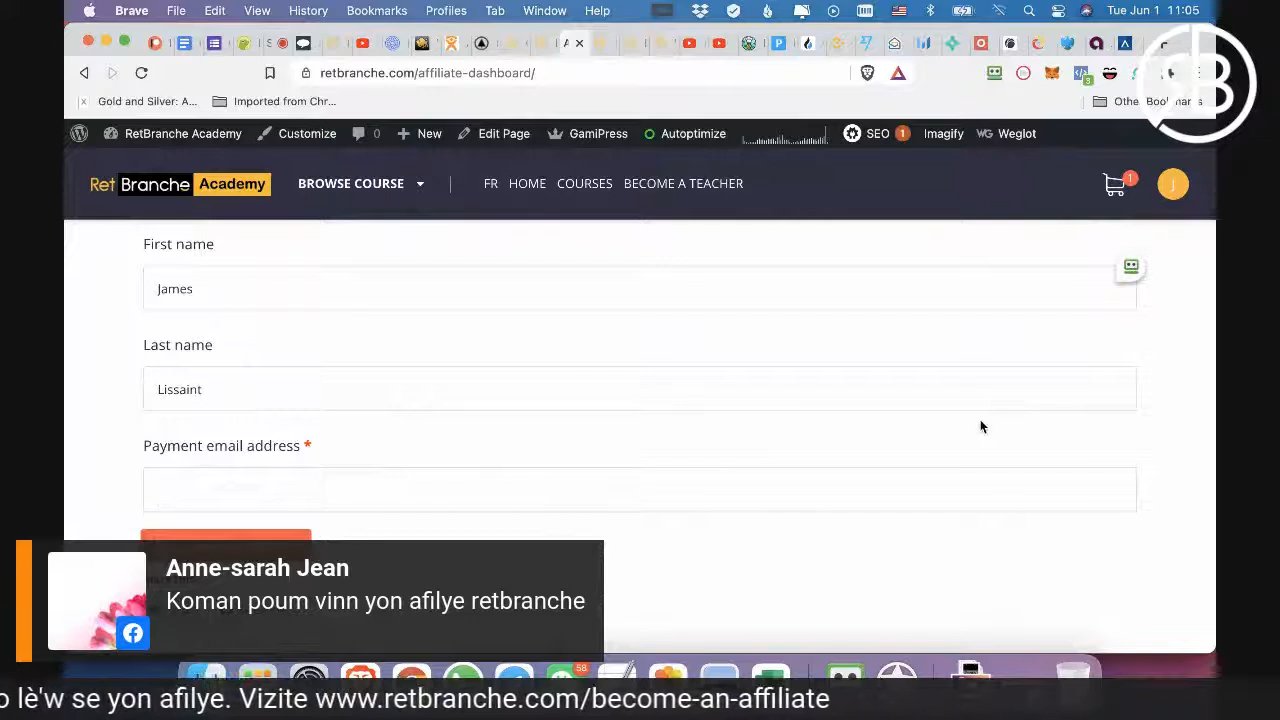 Brave File Edit View History Bookmarks Profiles Tab Window Help Tue Jun 1 11:05
retbranche.com/affiliate-dashboard/
3
Gold and Silver: A... Imported from Chr...
RetBranche Academy Customize 0 New Edit Page GamiPress Autoptimize SEO 1 Imagify WG Weglot
Ret Branche Academy BROWSE COURSE FR HOME COURSES BECOME A TEACHER 1 J
First name
James
Last name
Lissaint
Payment email address *
Anne-sarah Jean
Koman poum vinn yon afilye retbranche
58
o lè'w se yon afilye. Vizite www.retbranche.com/become-an-affiliate